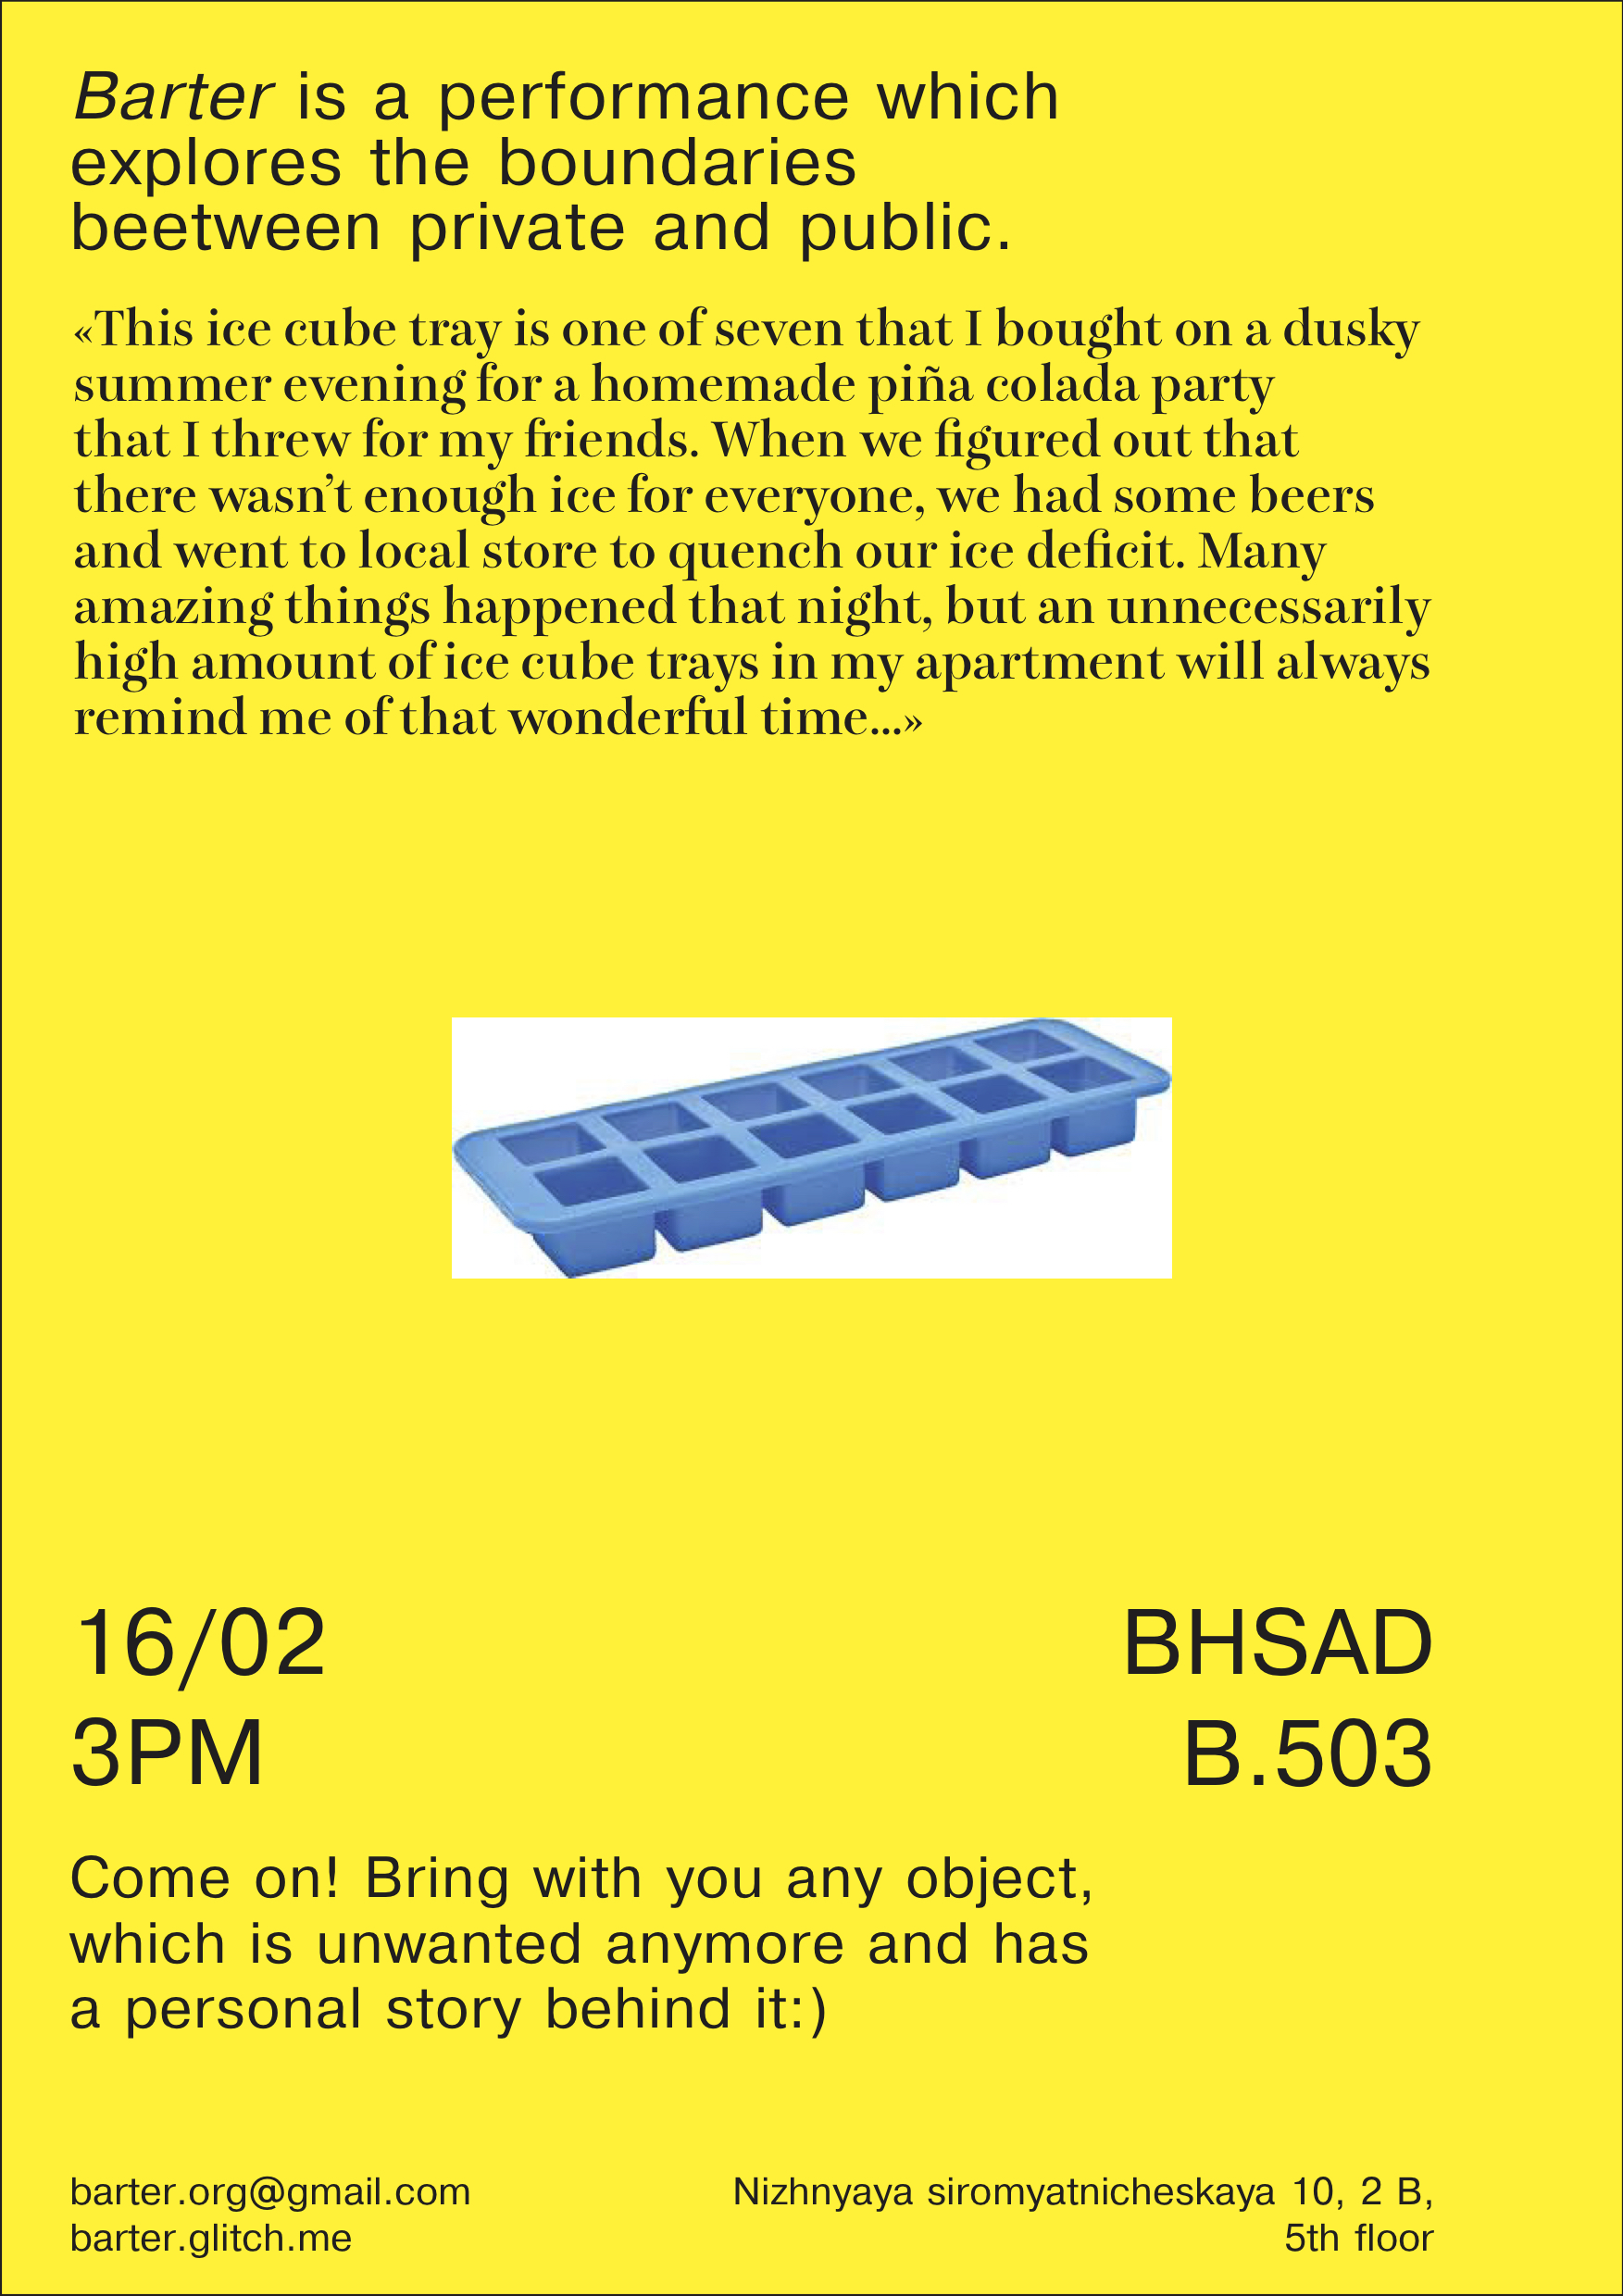 Barter is a performance which
explores the boundaries
beetween private and public.
«This ice cube tray is one of seven that I bought on a dusky
summer evening for a homemade piña colada party
that I threw for my friends. When we figured out that
there wasn’t enough ice for everyone, we had some beers
and went to local store to quench our ice deficit. Many
amazing things happened that night, but an unnecessarily
high amount of ice cube trays in my apartment will always
remind me of that wonderful time...»
16/02
3PM
BHSAD
B.503
Come on! Bring with you any object,
which is unwanted anymore and has
a personal story behind it:)
barter.org@gmail.com
barter.glitch.me
Nizhnyaya siromyatnicheskaya 10, 2 B,
5th floor